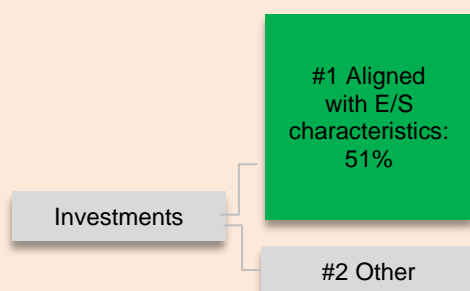 #1 Aligned
with E/S
characteristics:
51%
Investments
#2 Other